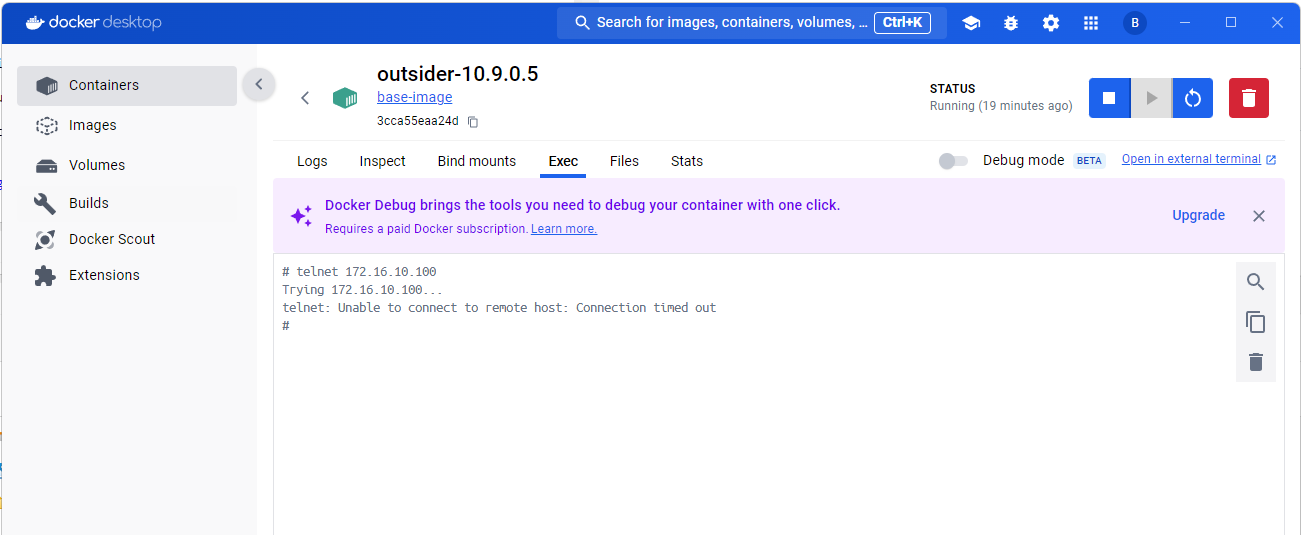 docker desktop
Search for images, containers, volumes, ... Ctrl+K
B
Containers
Images
Volumes
Builds
Docker Scout
Extensions
outsider-10.9.0.5
base-image
3cca55eaa24d
STATUS
Running (19 minutes ago)
Logs Inspect Bind mounts Exec Files Stats
Debug mode BETA Open in external terminal
Docker Debug brings the tools you need to debug your container with one click.
Requires a paid Docker subscription. Learn more.
Upgrade
# telnet 172.16.10.100
Trying 172.16.10.100...
telnet: Unable to connect to remote host: Connection timed out
#